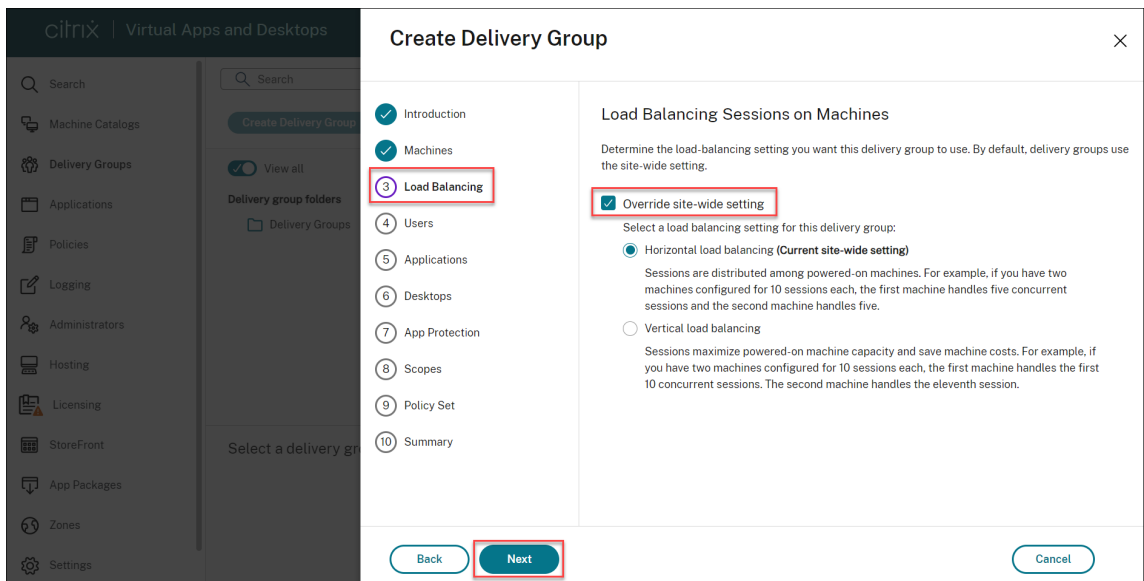 citrix | Virtual Apps and Desktops
Search
Machine Catalogs
Delivery Groups
Applications
Policies
Logging
Administrators
Hosting
Licensing
StoreFront
App Packages
Zones
Settings
Search
Create Delivery Group
View all
Delivery group folders
Delivery Groups
Select a delivery gr
Create Delivery Group
Introduction
Machines
3 Load Balancing
4 Users
5 Applications
6 Desktops
7 App Protection
8 Scopes
9 Policy Set
10 Summary
Load Balancing Sessions on Machines
Determine the load-balancing setting you want this delivery group to use. By default, delivery groups use
the site-wide setting.
Override site-wide setting
Select a load balancing setting for this delivery group:
Horizontal load balancing (Current site-wide setting)
Sessions are distributed among powered-on machines. For example, if you have two
machines configured for 10 sessions each, the first machine handles five concurrent
sessions and the second machine handles five.
Vertical load balancing
Sessions maximize powered-on machine capacity and save machine costs. For example, if
you have two machines configured for 10 sessions each, the first machine handles the first
10 concurrent sessions. The second machine handles the eleventh session.
Back
Next
Cancel